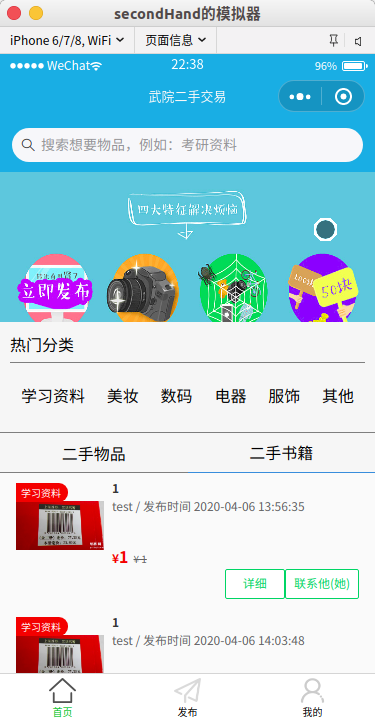 secondHand的模拟器
iPhone 6/7/8, WiFi
页面信息
WeChat
22:38
96%
武院二手交易
搜索想要物品，例如：考研资料
四大特征解决烦恼
立即发布
100块
50块
热门分类
学习资料 美妆 数码 电器 服饰 其他
二手物品 二手书籍
学习资料
1
test / 发布时间 2020-04-06 13:56:35
¥1 ¥1
详细 联系他(她)
学习资料
1
test / 发布时间 2020-04-06 14:03:48
首页 发布 我的